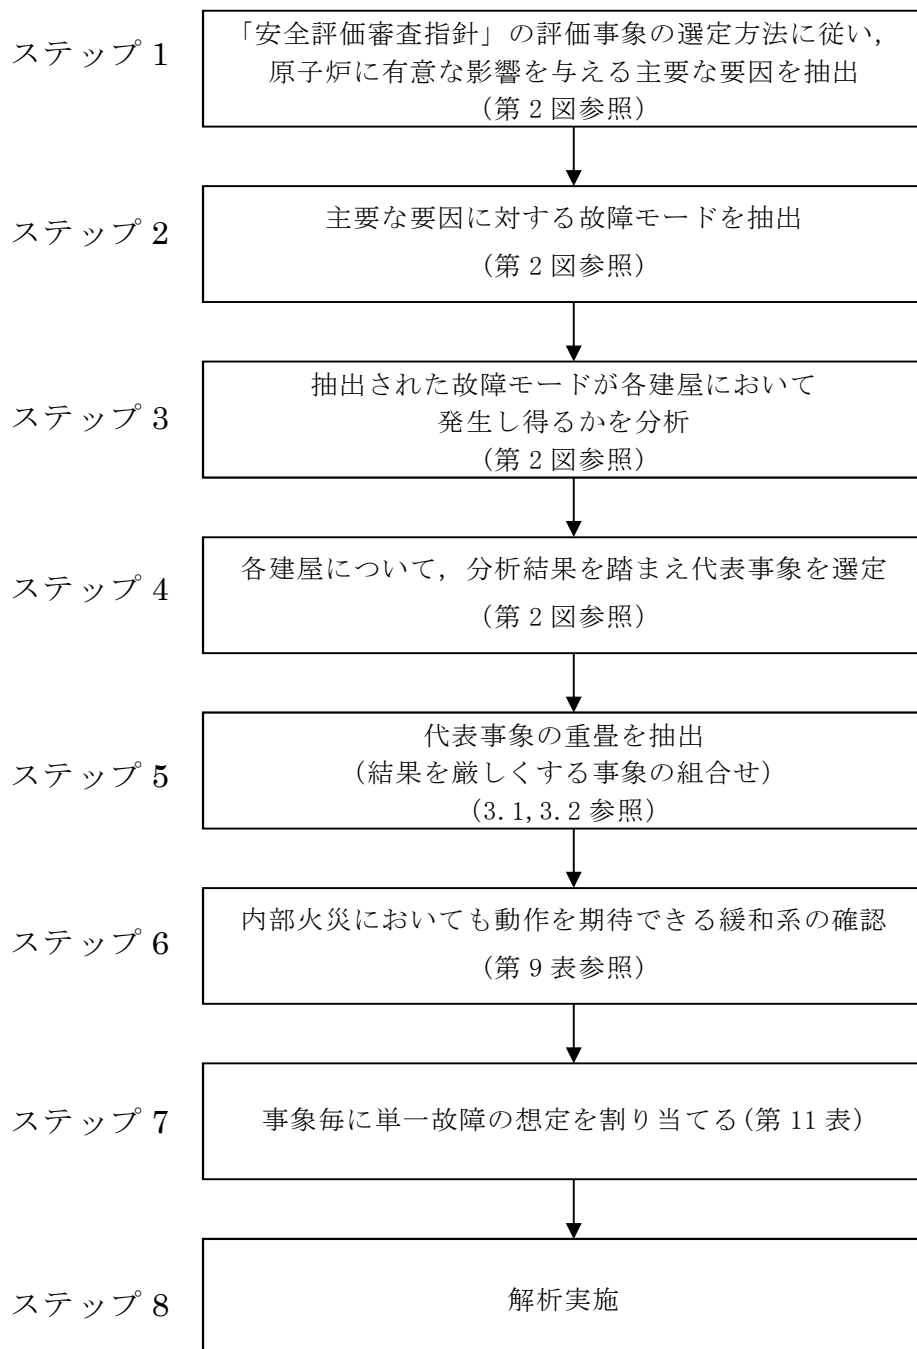 ステップ 1
「安全評価審査指針」の評価事象の選定方法に従い，
原子炉に有意な影響を与える主要な要因を抽出
(第 2 図参照)
ステップ 2
主要な要因に対する故障モードを抽出
(第 2 図参照)
ステップ 3
抽出された故障モードが各建屋において
発生し得るかを分析
(第 2 図参照)
ステップ 4
各建屋について，分析結果を踏まえ代表事象を選定
(第 2 図参照)
ステップ 5
代表事象の重畳を抽出
(結果を厳しくする事象の組合せ)
(3.1,3.2 参照)
ステップ 6
内部火災においても動作を期待できる緩和系の確認
(第 9 表参照)
ステップ 7
事象毎に単一故障の想定を割り当てる(第 11 表)
ステップ 8
解析実施